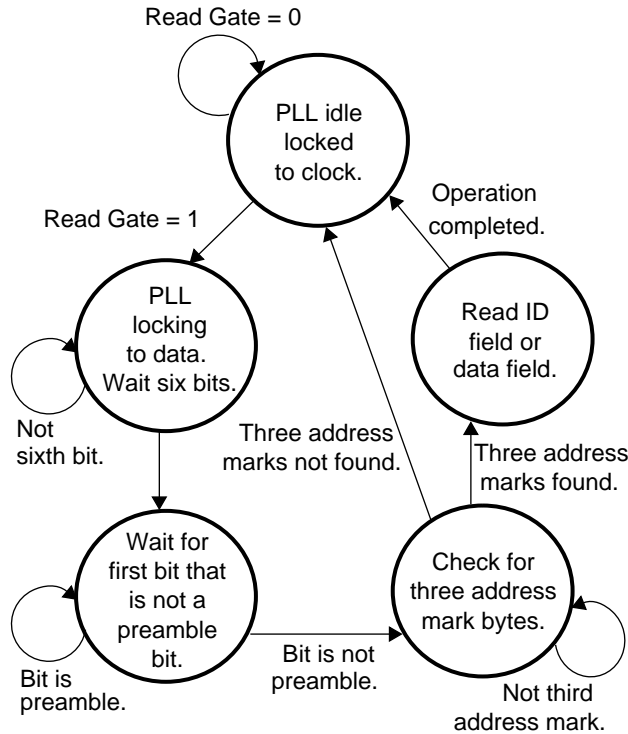 Read Gate = 0
PLL idle
locked
to clock.
Read Gate = 1
Operation
completed.
PLL
locking
to data.
Wait six bits.
Read ID
field or
data field.
Not
sixth bit.
Three address
marks not found.
Three address
marks found.
Wait for
first bit that
is not a
preamble
bit.
Check for
three address
mark bytes.
Bit is
preamble.
Bit is not
preamble.
Not third
address mark.